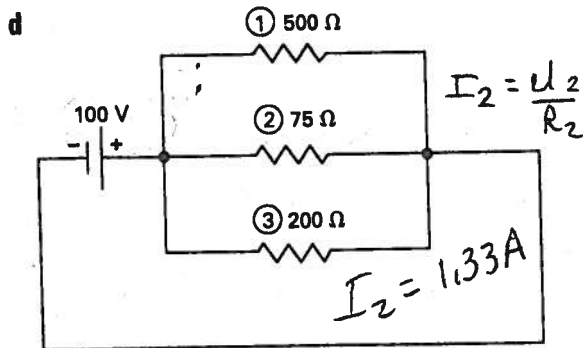 d
① 500 Ω
I₂ = U₂/R₂
100 V
- +
② 75 Ω
③ 200 Ω
I₂ = 1,33A